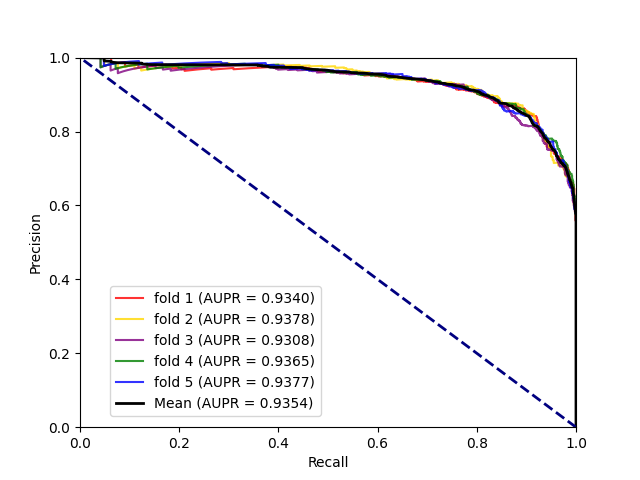 1.0
0.8
0.6
0.4
0.2
0.0
Precision
fold 1 (AUPR = 0.9340)
fold 2 (AUPR = 0.9378)
fold 3 (AUPR = 0.9308)
fold 4 (AUPR = 0.9365)
fold 5 (AUPR = 0.9377)
Mean (AUPR = 0.9354)
0.0 0.2 0.4 0.6 0.8 1.0
Recall